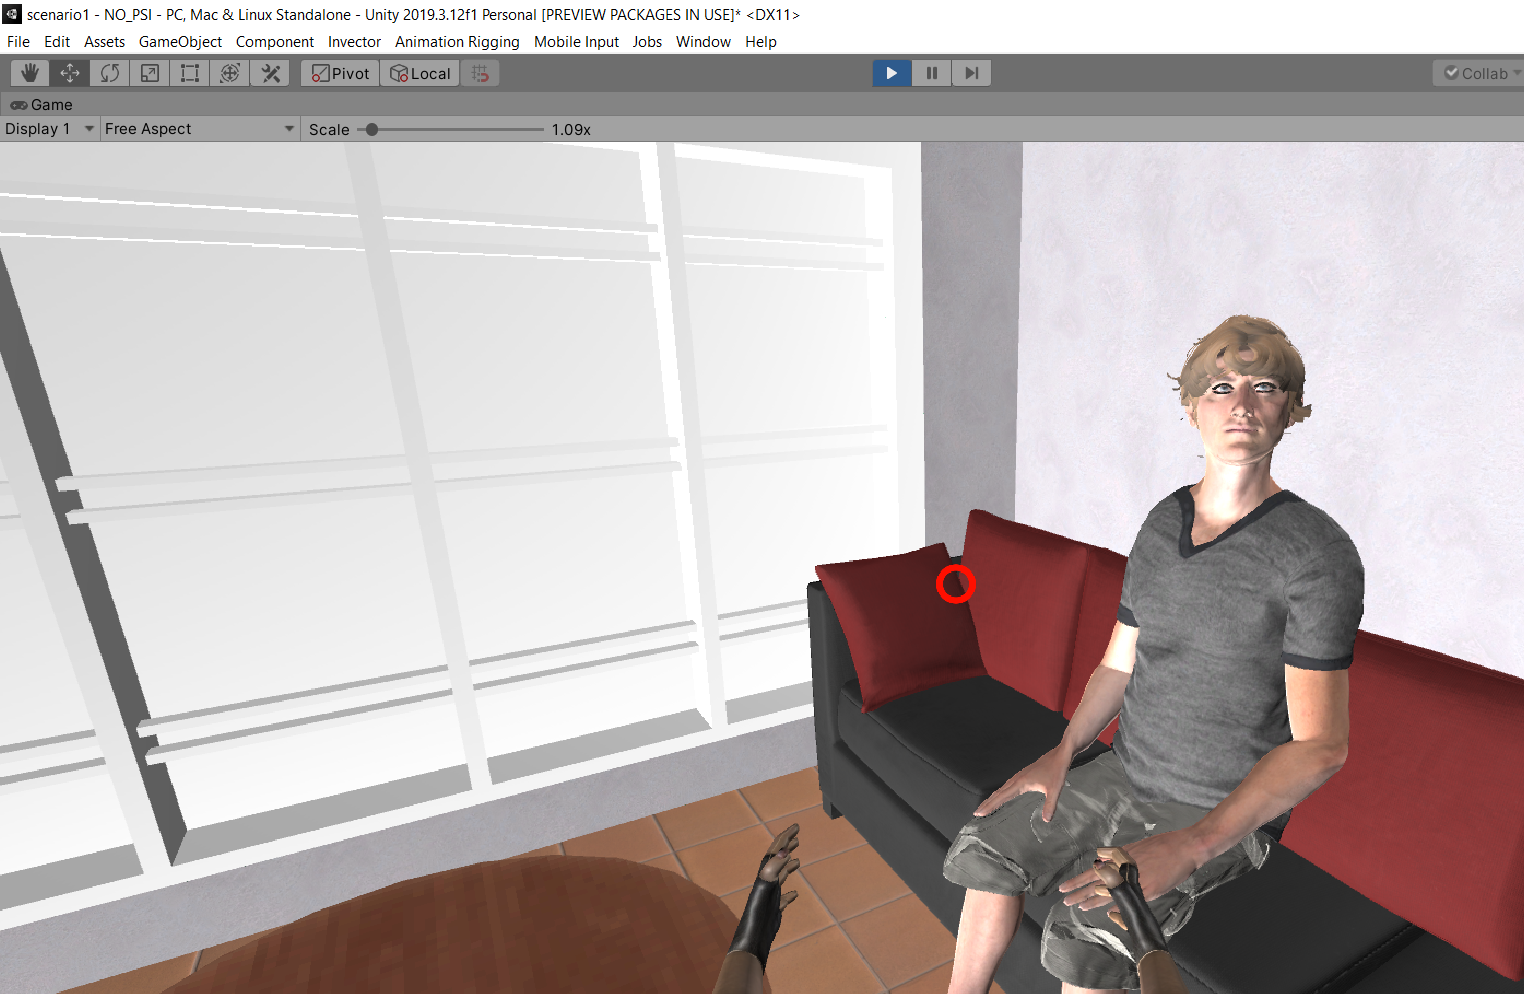 scenario1 - NO_PSI - PC, Mac & Linux Standalone - Unity 2019.3.12f1 Personal [PREVIEW PACKAGES IN USE]* <DX11>
File Edit Assets GameObject Component Invector Animation Rigging Mobile Input Jobs Window Help
Pivot Local Collab
Game
Display 1 Free Aspect Scale 1.09x